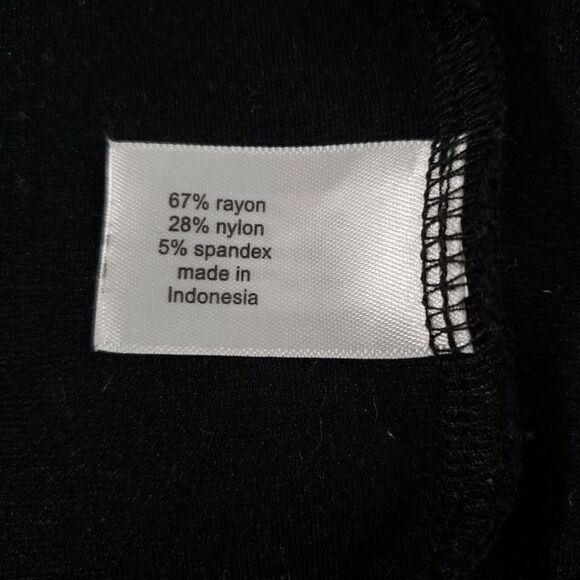 67% rayon
28% nylon
5% spandex
made in
Indonesia